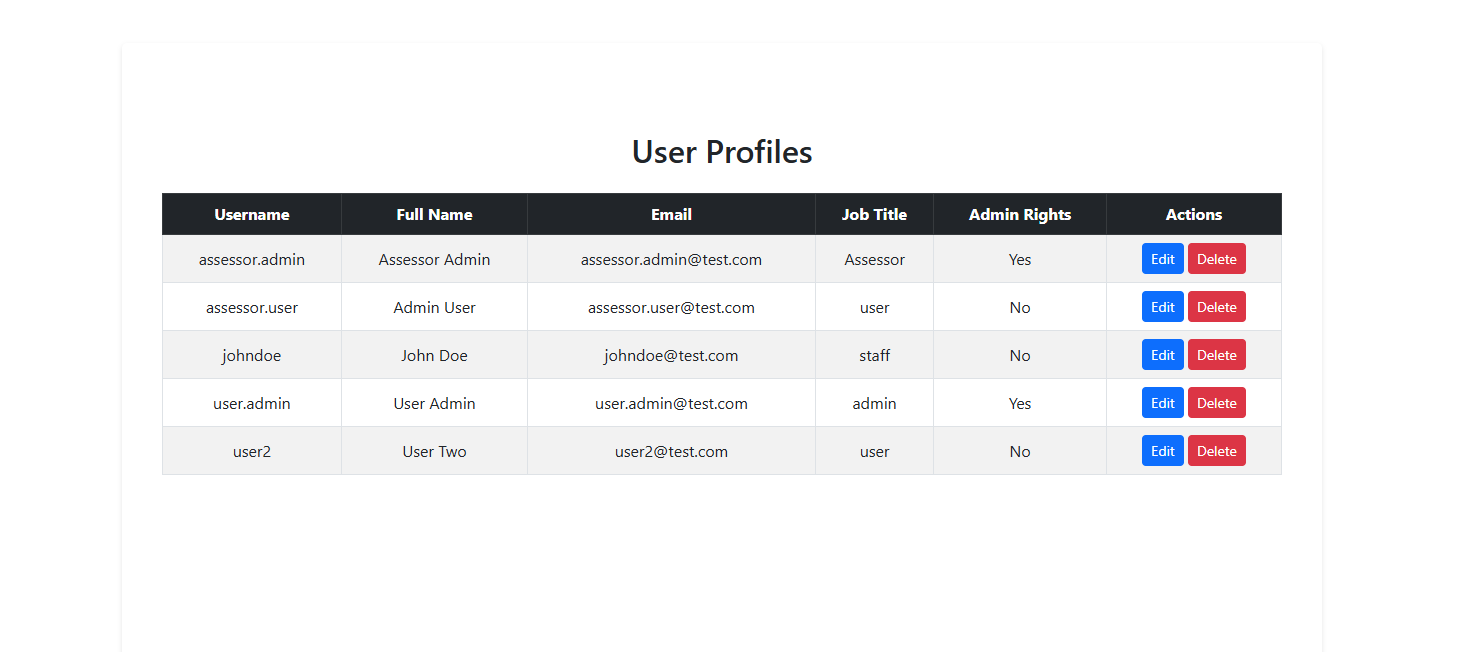 User Profiles
Username Full Name Email Job Title Admin Rights Actions
assessor.admin Assessor Admin assessor.admin@test.com Assessor Yes Edit Delete
assessor.user Admin User assessor.user@test.com user No Edit Delete
johndoe John Doe johndoe@test.com staff No Edit Delete
user.admin User Admin user.admin@test.com admin Yes Edit Delete
user2 User Two user2@test.com user No Edit Delete